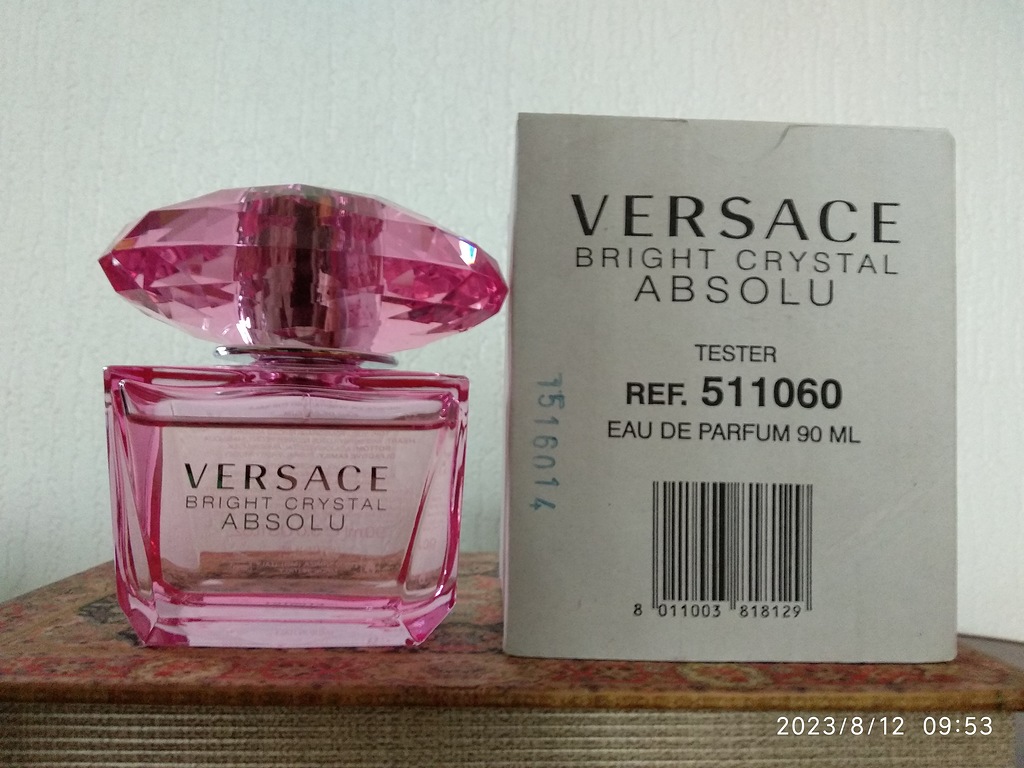 VERSACE
BRIGHT CRYSTAL
ABSOLU
VERSACE
BRIGHT CRYSTAL
ABSOLU
TESTER
REF. 511060
EAU DE PARFUM 90 ML
7516014
8 011003 818129
2023/8/12 09:53